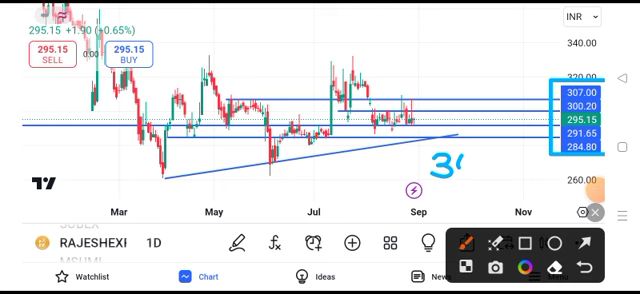 295.15 +1.90 (+0.65%)
INR
295.15
SELL
0.00
295.15
BUY
340.00
320.00
307.00
300.20
295.15
291.65
284.80
260.00
Mar
May
Jul
Sep
Nov
RAJESHEXI
1D
Watchlist
Chart
Ideas
News
Menu